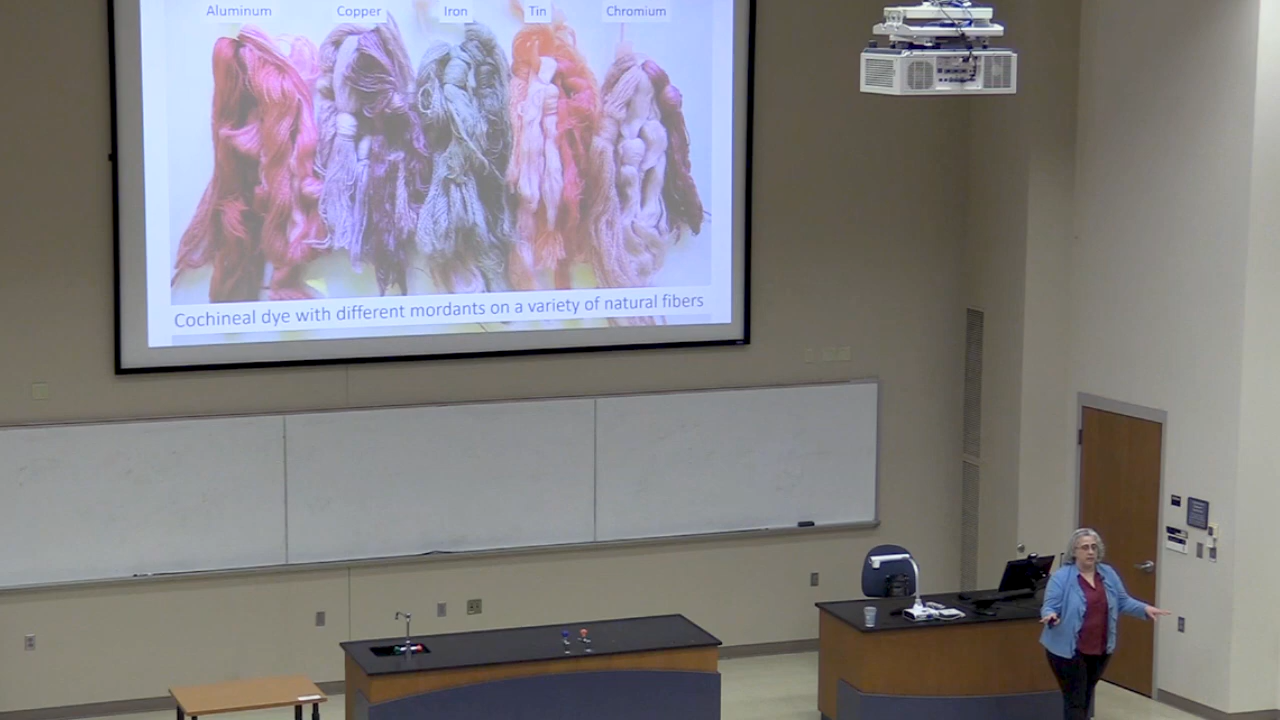 Aluminum Copper Iron Tin Chromium
Cochineal dye with different mordants on a variety of natural fibers